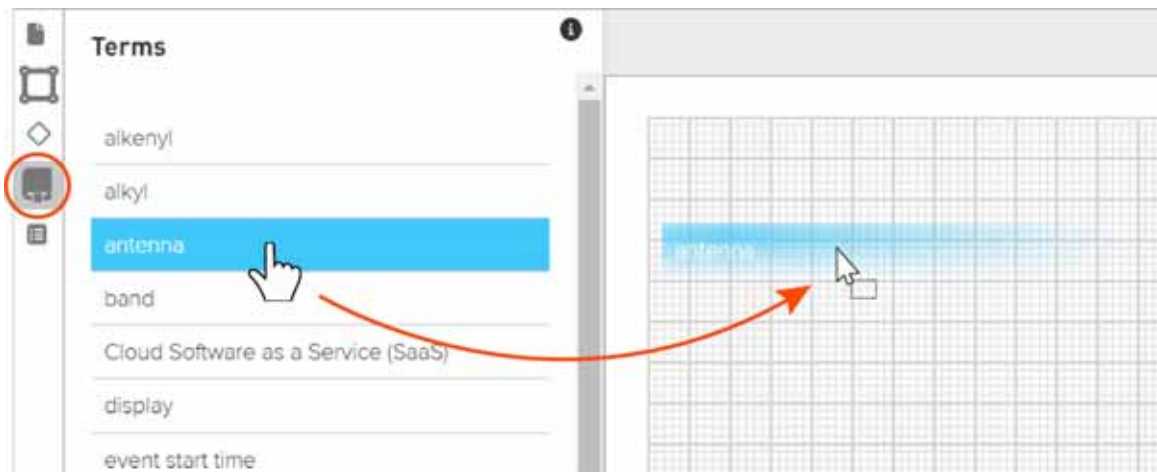 Terms
alkenyl
alkyl
antenna
band
Cloud Software as a Service (SaaS)
display
event start time
antenna